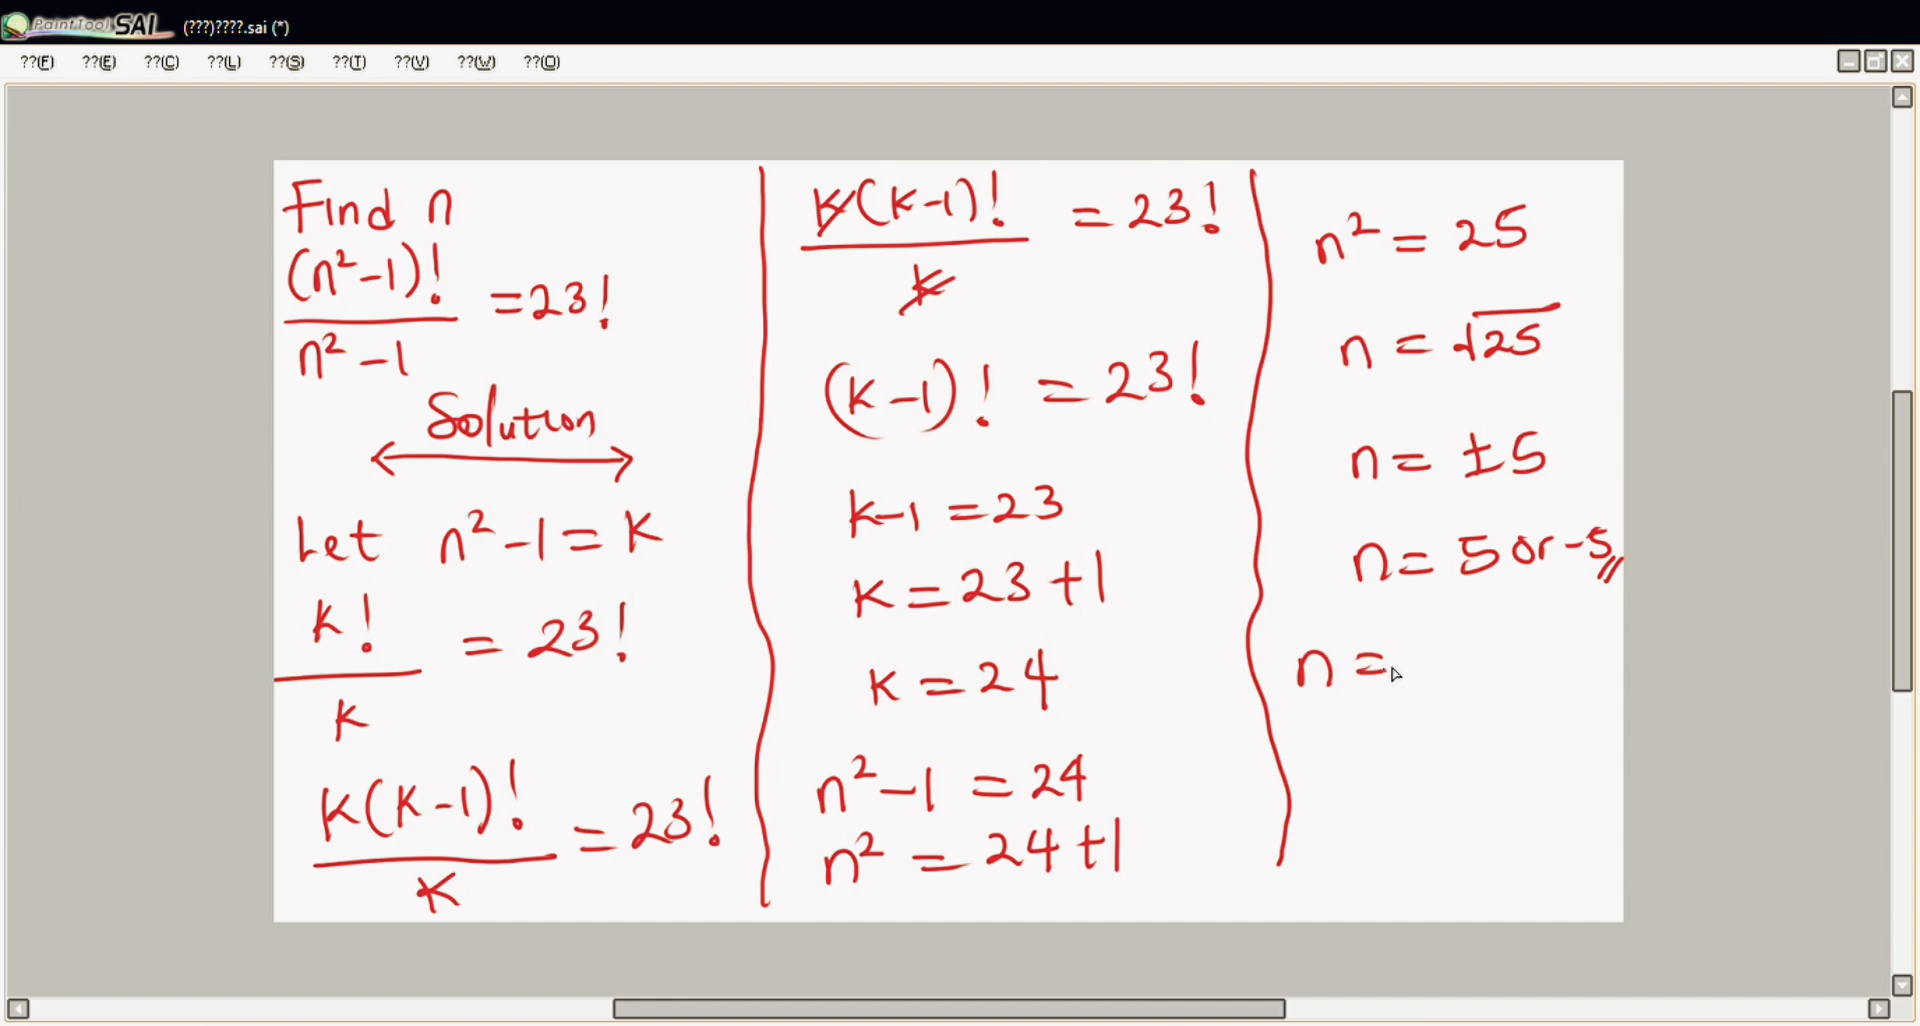 PaintTool SAI (???)????.sai (*)
??(F) ??(E) ??(C) ??(L) ??(S) ??(T) ??(V) ??(W) ??(O)
Find n
(n²-1)!/n²-1 = 23!
Solution
Let n²-1 = K
K!/K = 23!
K(K-1)!/K = 23!
K(K-1)!/K = 23!
(K-1)! = 23!
K-1 = 23
K = 23+1
K = 24
n²-1 = 24
n² = 24+1
n² = 25
n = √25
n = ±5
n = 5 or -5
n =